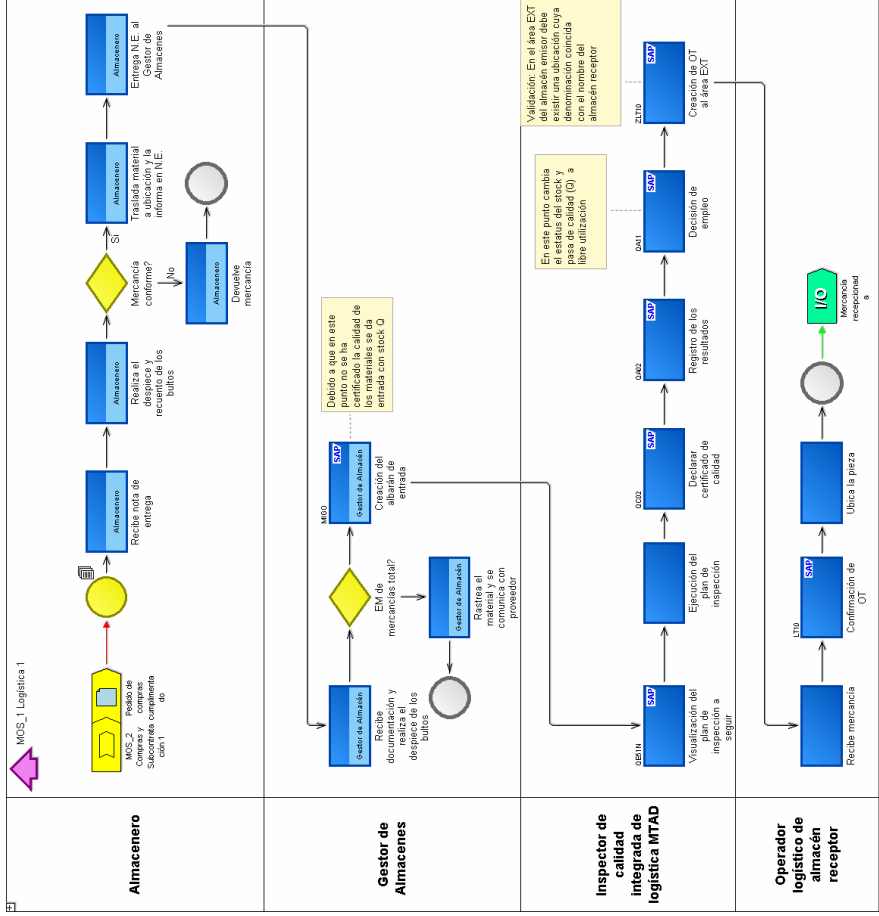 MOS_1 Logística 1
Almacenero
MOS_2
Compras y
Subcontrata
ción 1
Pedido de
compras
cumplimenta
do
Almacenero
Recibe nota de
entrega
Almacenero
Realiza el
despiece y
recuento de los
bultos
Mercancía
conforme?
Si
No
Almacenero
Devuelve
mercancía
Almacenero
Traslada material
a ubicación y la
informa en N.E.
Almacenero
Entrega N.E. al
Gestor de
Almacenes
Gestor de
Almacenes
Gestor de Almacén
Recibe
documentación y
realiza el
despiece de los
bultos
EM de
mercancías total?
Gestor de Almacén
Rastrea el
material y se
comunica con
proveedor
MIGO
SAP
Gestor de Almacén
Creación del
albarán de
entrada
Debido a que en este
punto no se ha
certificado la calidad de
los materiales se da
entrada con stock Q
Inspector de
calidad
integrada de
logística MTAD
QE51N
SAP
Visualización del
plan de
inspección a
seguir
Ejecución del
plan de
inspección
QC02
SAP
Declarar
certificado de
calidad
QA02
SAP
Registro de los
resultados
QA11
SAP
Decisión de
empleo
En este punto cambia
el estatus del stock y
pasa de calidad (Q) a
libre utilización
ZLT10
SAP
Creación de OT
al área EXT
Validación: En el área EXT
del almacén emisor debe
existir una ubicación cuya
denominación coincida
con el nombre del
almacén receptor
Operador
logístico de
almacén
receptor
Recibe mercancía
LT10
SAP
Confirmación de
OT
Ubica la pieza
I/O
Mercancía
recepcionad
a